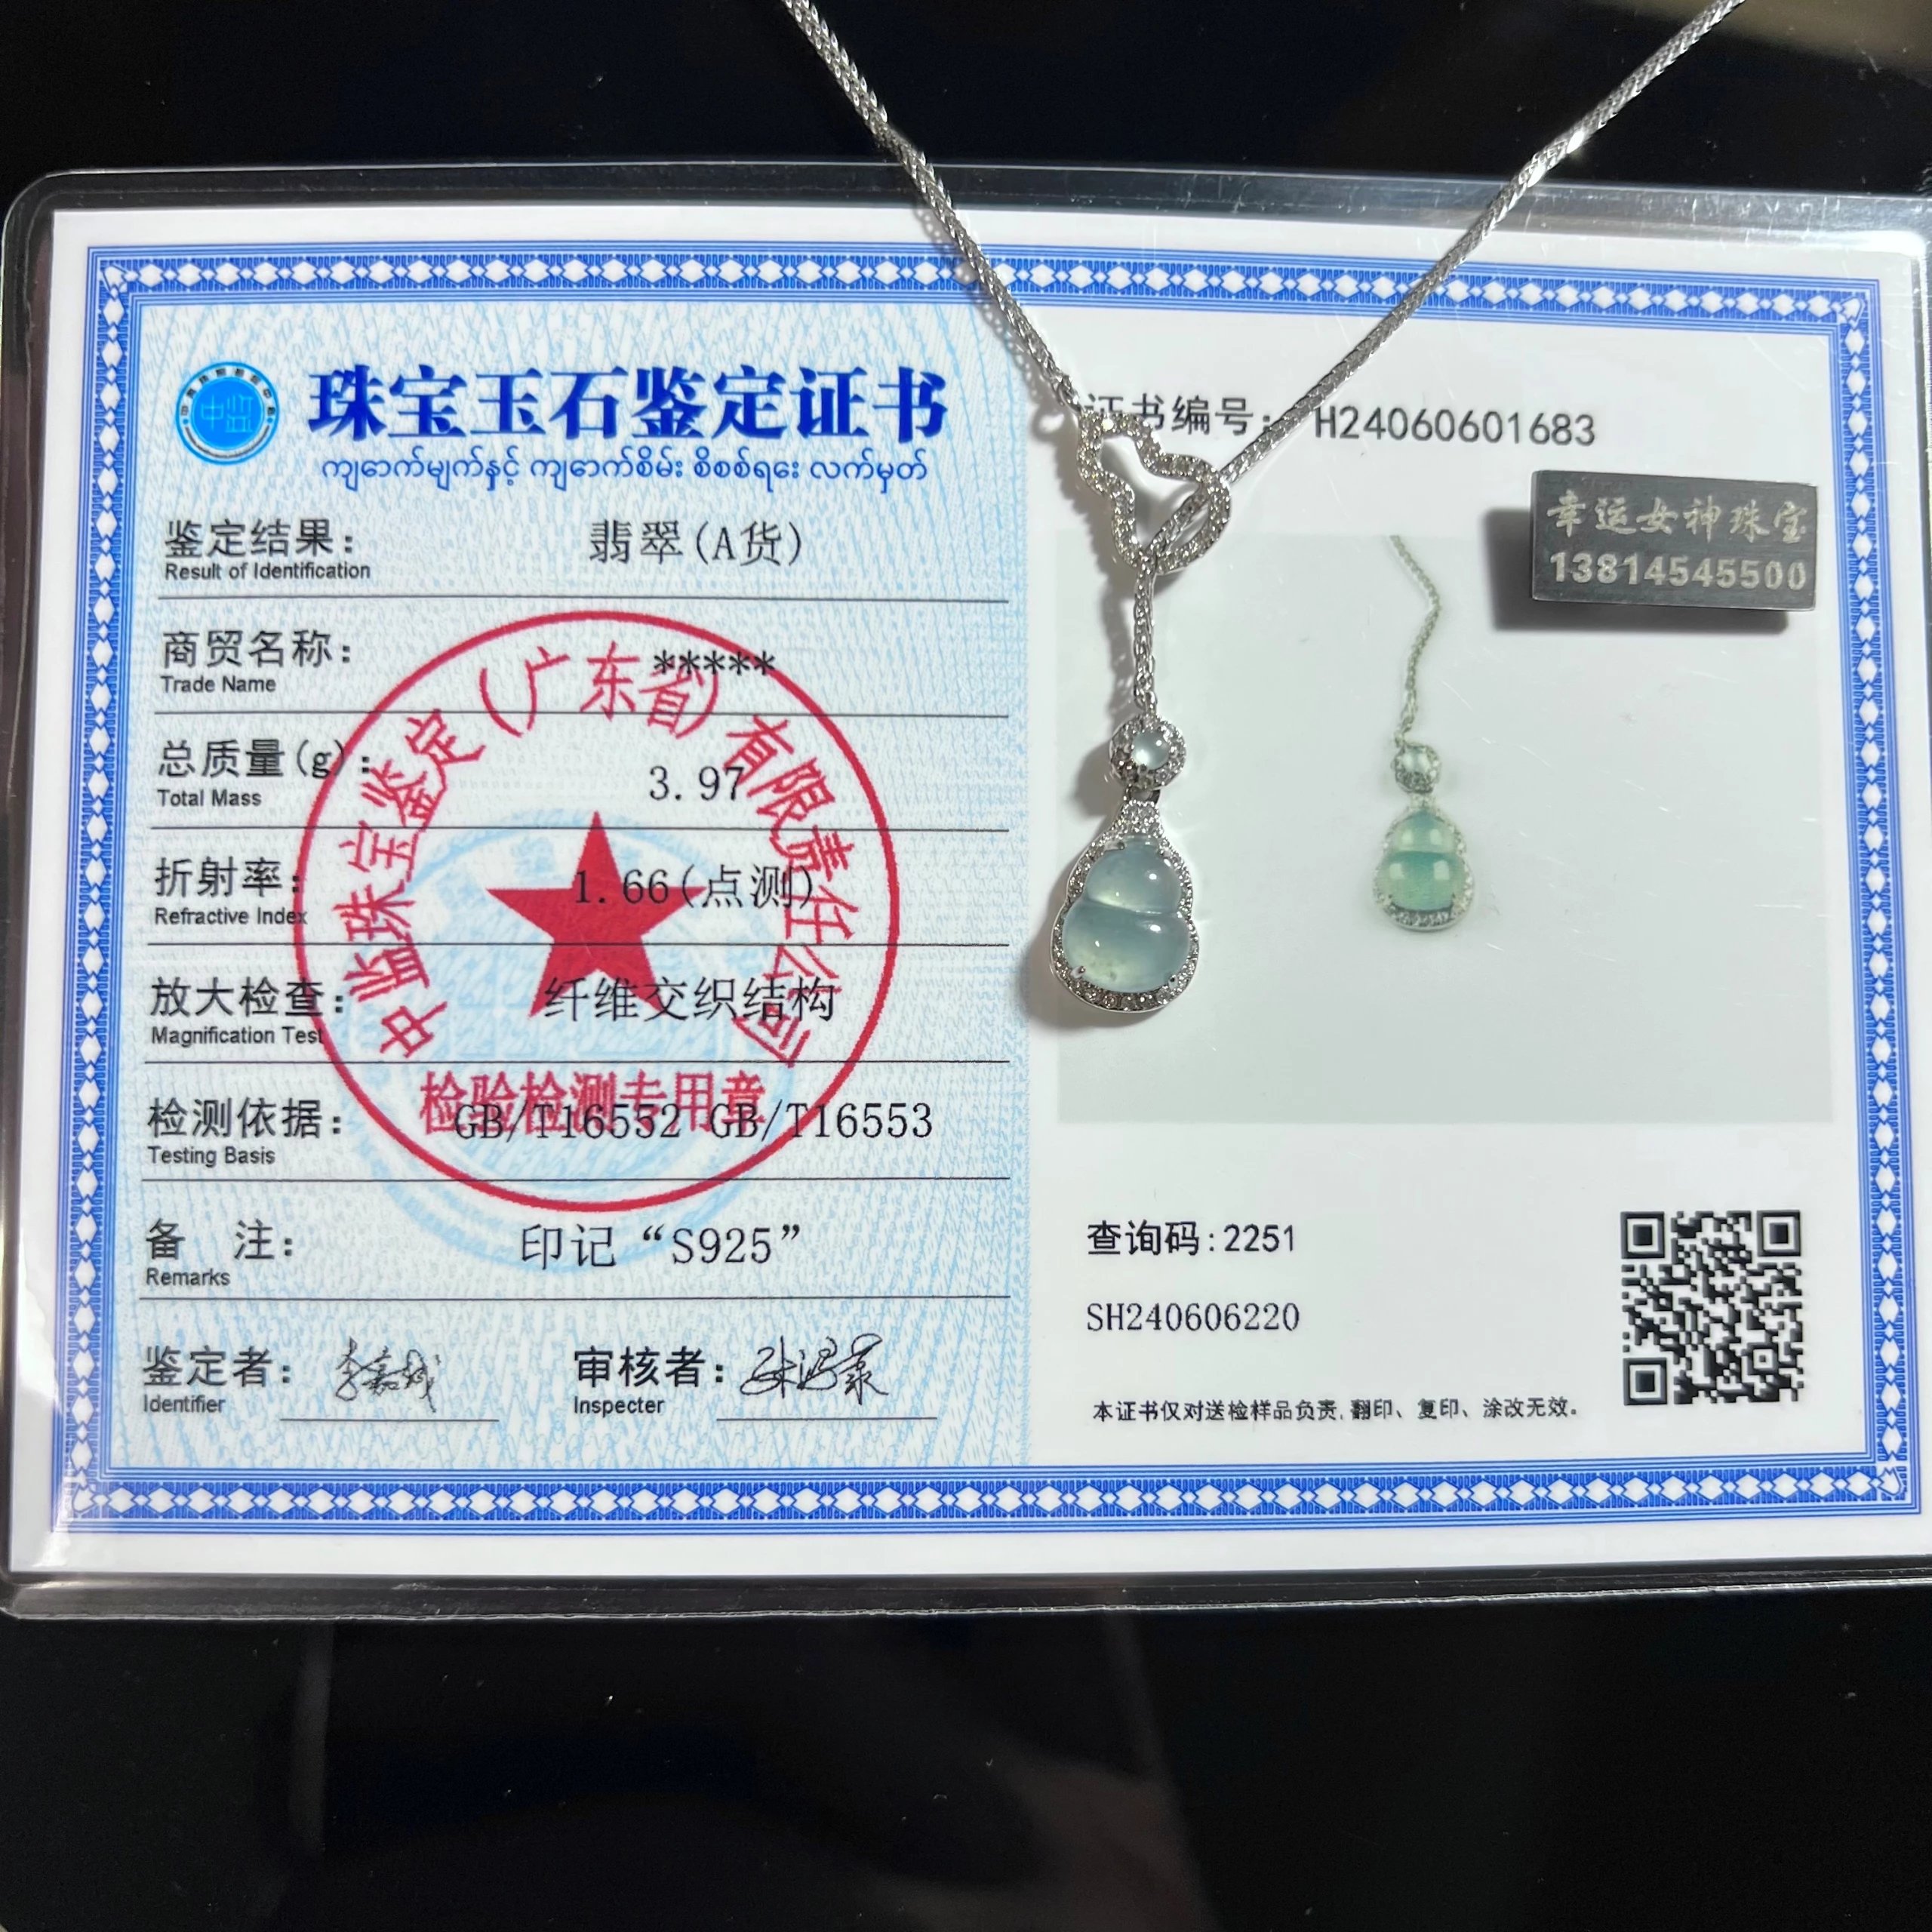 珠宝玉石鉴定证书
ကျောက်မျက်နှင့် ကျောက်စိမ်း စိစစ်ရေး လက်မှတ်
鉴定结果： 翡翠(A货)
Result of Identification
商贸名称： *****
Trade Name
总质量(g)： 3.97
Total Mass
折射率： 1.66(点测)
Refractive Index
放大检查： 纤维交织结构
Magnification Test
检测依据： GB/T16552 GB/T16553
Testing Basis
备 注： 印记“S925”
Remarks
鉴定者： 审核者：
Identifier Inspecter
中监珠宝鉴定（广东省）有限责任公司
检验检测专用章
证书编号： H24060601683
幸运女神珠宝
13814545500
查询码:2251
SH240606220
本证书仅对送检样品负责,翻印、复印、涂改无效。